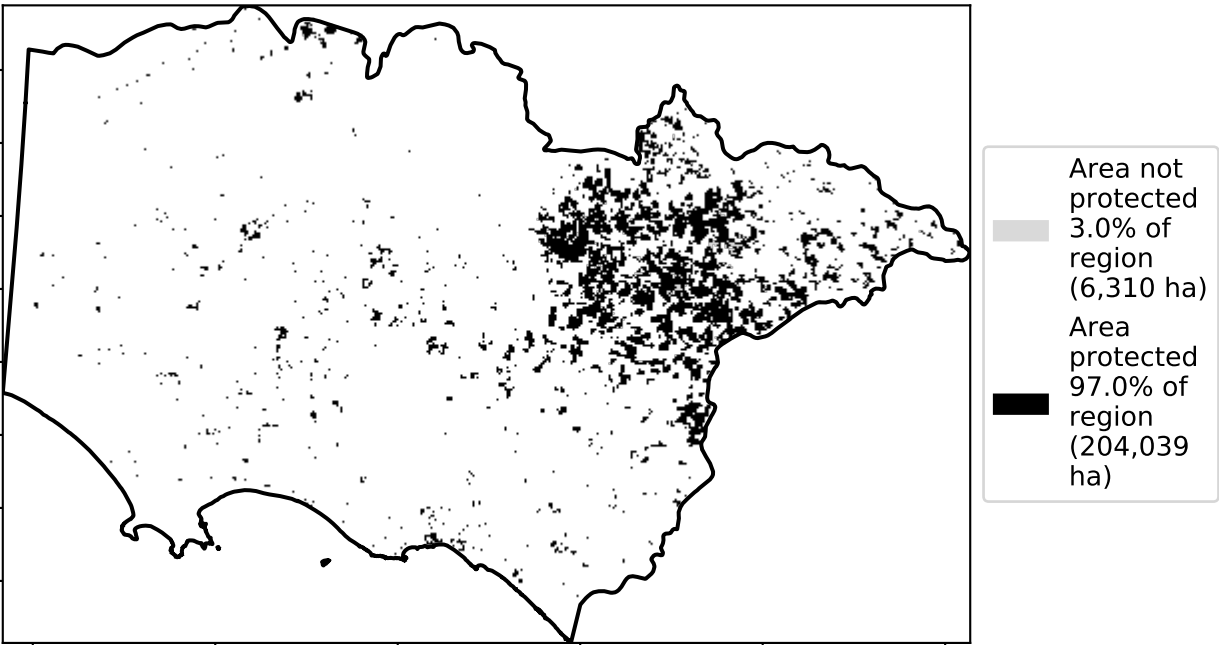 Area not
protected
3.0% of
region
(6,310 ha)
Area
protected
97.0% of
region
(204,039
ha)